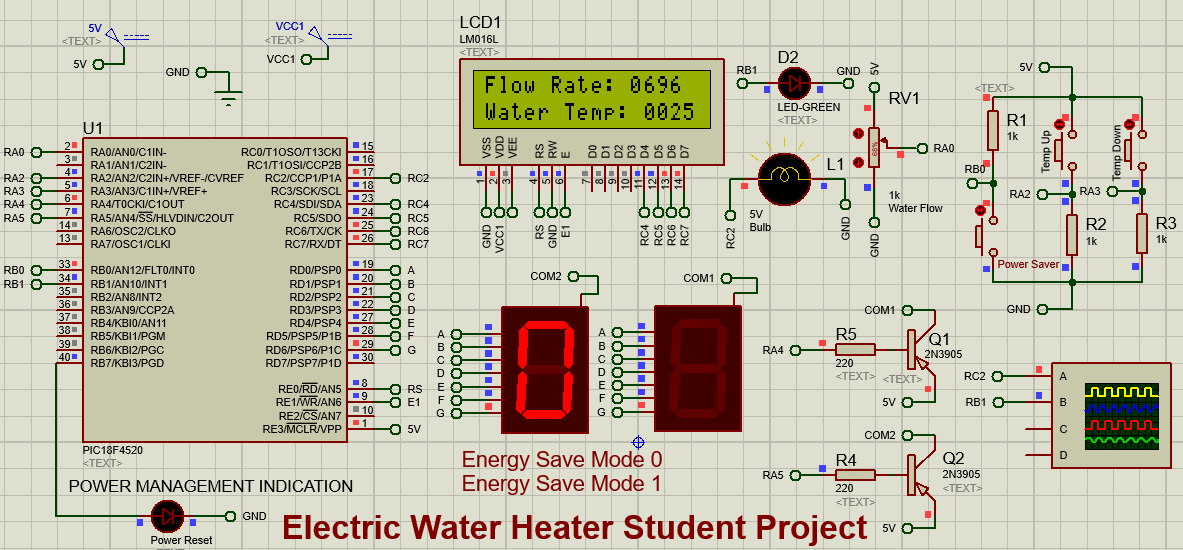 LCD1
LM016L
<TEXT>
5V
<TEXT>
5V
VCC1
<TEXT>
VCC1
GND
Flow Rate: 0696
Water Temp: 0025
VSS VDD VEE RS RW E D0 D1 D2 D3 D4 D5 D6 D7
1 2 3 4 5 6 7 8 9 10 11 12 13 14
GND VCC1 GND RS GND E1 RC4 RC5 RC6 RC7
D2
RB1
GND
LED-GREEN
<TEXT>
L1
5V
Bulb
RC2
GND
5V
RV1
68%
RA0
1k
Water Flow
GND
5V
<TEXT>
R1
1k
Temp Up
Temp Down
RB0
RA2
RA3
R2
1k
R3
1k
Power Saver
GND
U1
RA0 2 RA0/AN0/C1IN- RC0/T1OSO/T13CKI 15
3 RA1/AN1/C2IN- RC1/T1OSI/CCP2B 16
RA2 4 RA2/AN2/C2IN+/VREF-/CVREF RC2/CCP1/P1A 17 RC2
RA3 5 RA3/AN3/C1IN+/VREF+ RC3/SCK/SCL 18
RA4 6 RA4/T0CKI/C1OUT RC4/SDI/SDA 23 RC4
RA5 7 RA5/AN4/SS/HLVDIN/C2OUT RC5/SDO 24 RC5
14 RA6/OSC2/CLKO RC6/TX/CK 25 RC6
13 RA7/OSC1/CLKI RC7/RX/DT 26 RC7
RB0 33 RB0/AN12/FLT0/INT0 RD0/PSP0 19 A
RB1 34 RB1/AN10/INT1 RD1/PSP1 20 B
35 RB2/AN8/INT2 RD2/PSP2 21 C
36 RB3/AN9/CCP2A RD3/PSP3 22 D
37 RB4/KBI0/AN11 RD4/PSP4 27 E
38 RB5/KBI1/PGM RD5/PSP5/P1B 28 F
39 RB6/KBI2/PGC RD6/PSP6/P1C 29 G
40 RB7/KBI3/PGD RD7/PSP7/P1D 30
RE0/RD/AN5 8 RS
RE1/WR/AN6 9 E1
RE2/CS/AN7 10
RE3/MCLR/VPP 1 5V
PIC18F4520
<TEXT>
COM2
A
B
C
D
E
F
G
0
COM1
A
B
C
D
E
F
G
Energy Save Mode 0
Energy Save Mode 1
COM1
Q1
2N3905
<TEXT>
RA4
R5
220
<TEXT>
5V
COM2
Q2
2N3905
<TEXT>
RA5
R4
220
<TEXT>
5V
RC2 A
RB1 B
C
D
POWER MANAGEMENT INDICATION
GND
Power Reset
<TEXT>
Electric Water Heater Student Project